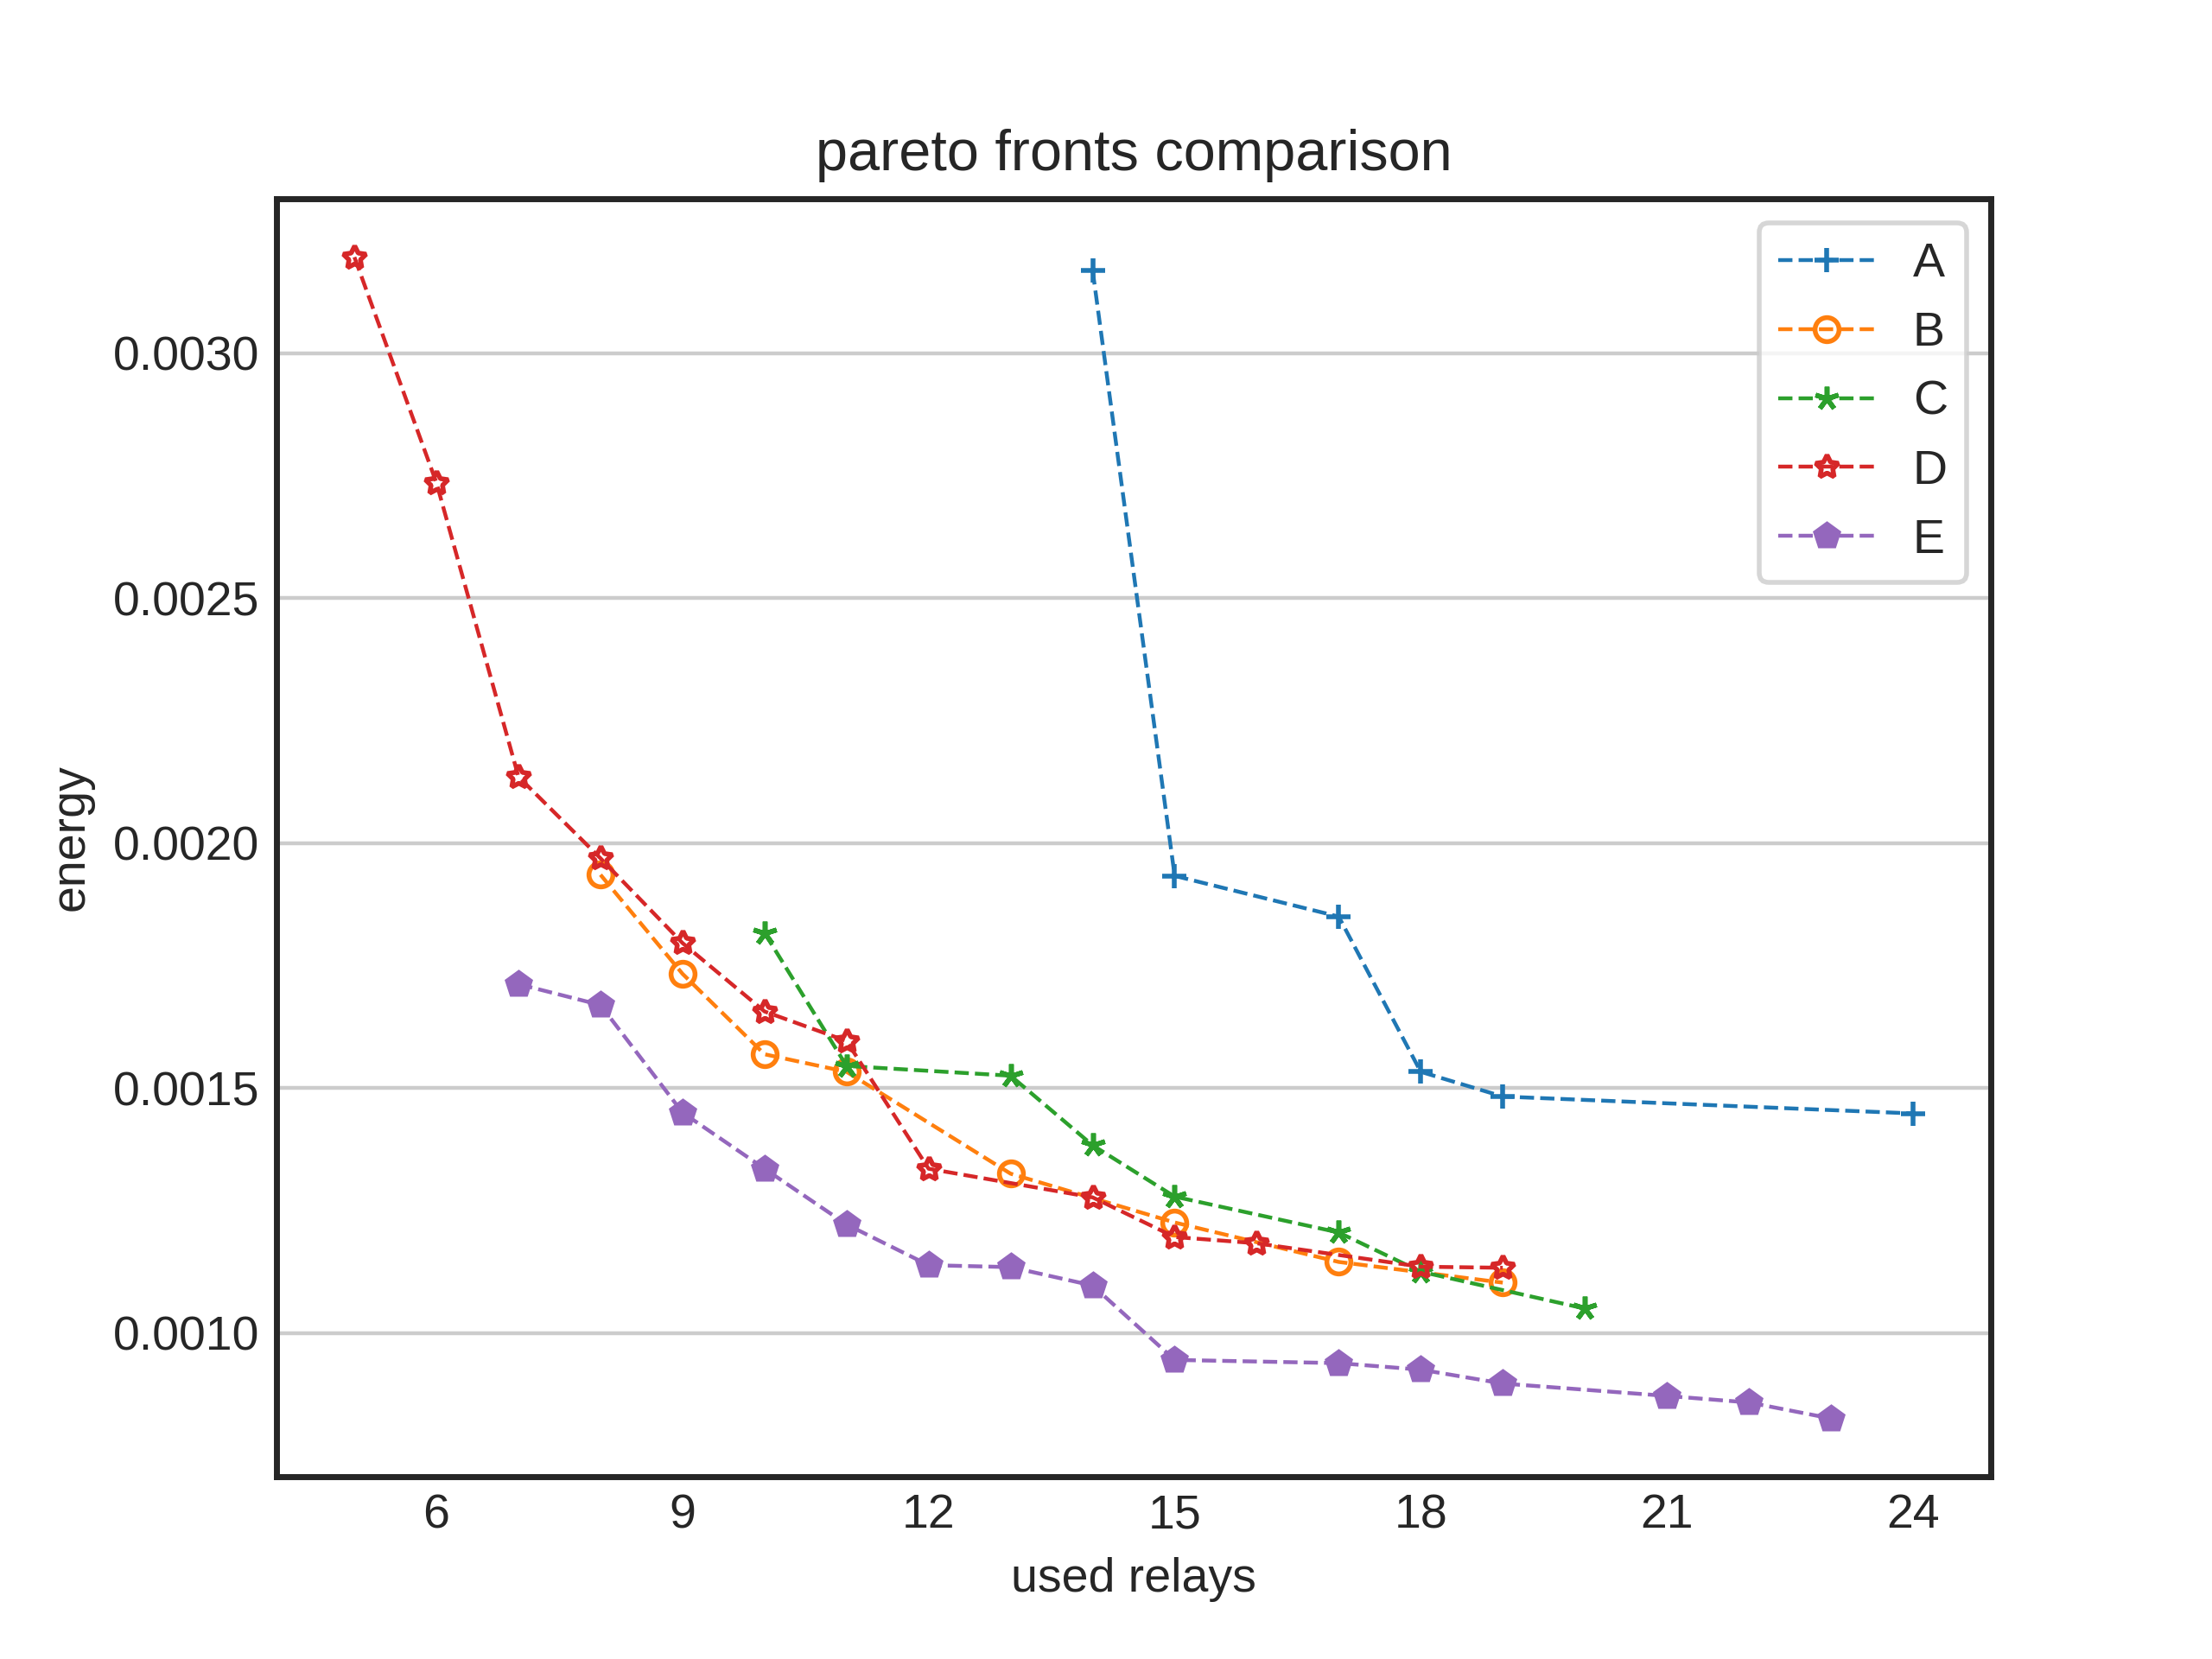 pareto fronts comparison
A
B
C
D
E
0.0030
0.0025
0.0020
0.0015
0.0010
energy
6 9 12 15 18 21 24
used relays